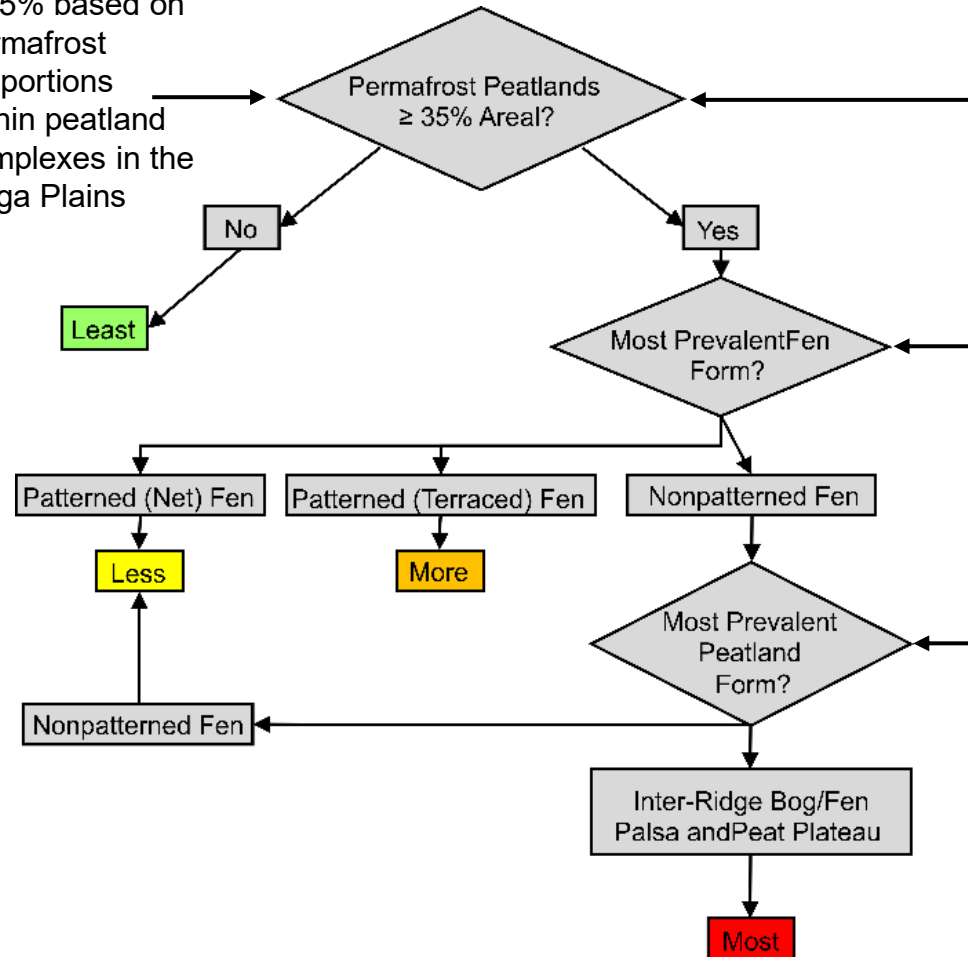 5% based on
rmafrost
portions
hin peatland
mplexes in the
ga Plains
Permafrost Peatlands
≥ 35% Areal?
No
Yes
Least
Most PrevalentFen
Form?
Patterned (Net) Fen
Patterned (Terraced) Fen
Nonpatterned Fen
Less
More
Most Prevalent
Peatland
Form?
Nonpatterned Fen
Inter-Ridge Bog/Fen
Palsa andPeat Plateau
Most